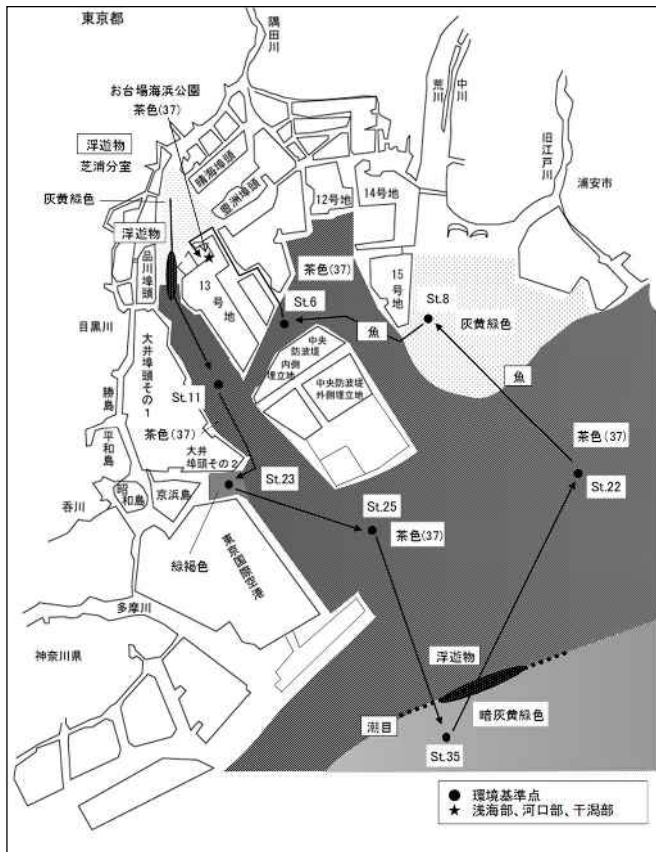 東京都
隅田川
お台場海浜公園
茶色(37)
荒川
中川
旧江戸川
浦安市
浮遊物
芝浦分室
晴海埠頭
豊洲埠頭
12号地
14号地
灰黄緑色
浮遊物
品川埠頭
13号地
茶色(37)
15号地
St.6
St.8
灰黄緑色
魚
目黒川
中央
防波堤
内側
埋立地
中央防波堤
外側埋立地
魚
大井埠頭その1
St.11
勝島
茶色(37)
茶色(37)
平和島
大井
埠頭その2
St.23
St.22
昭和島
京浜島
呑川
St.25
茶色(37)
緑褐色
東京国際空港
多摩川
神奈川県
浮遊物
暗灰黄緑色
潮目
St.35
● 環境基準点
★ 浅海部、河口部、干潟部